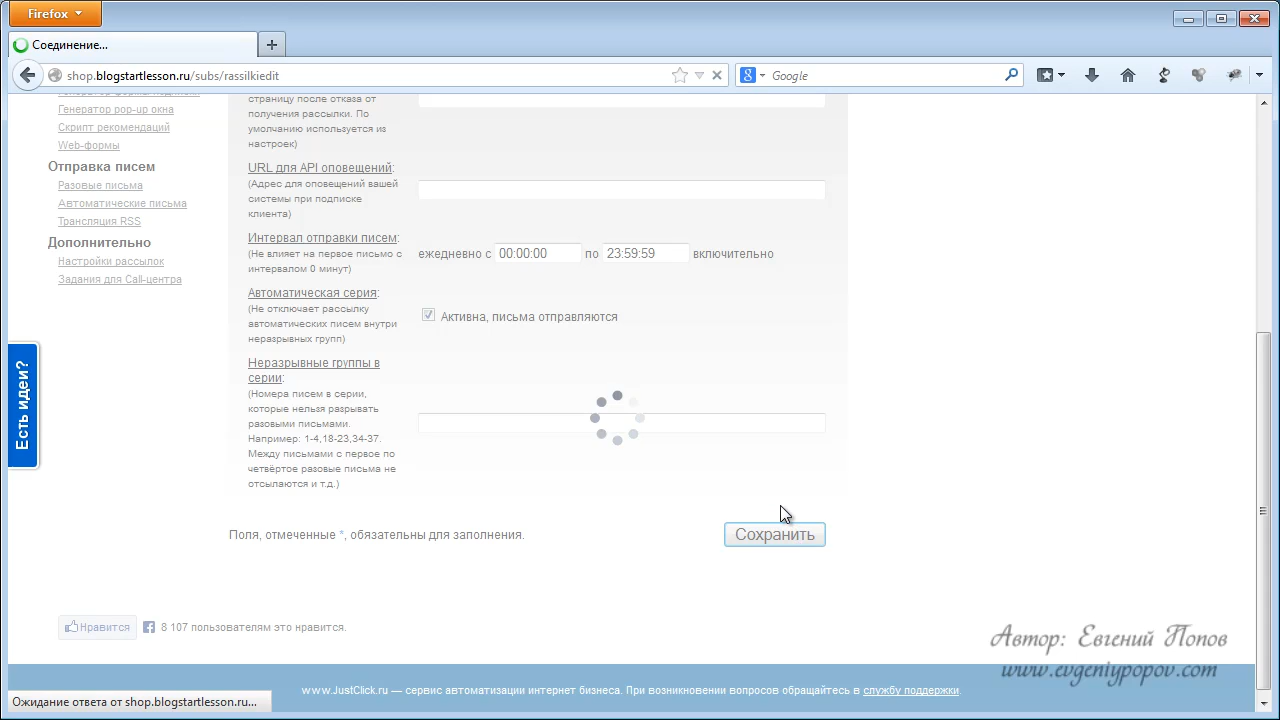 Firefox
Соединение...
shop.blogstartlesson.ru/subs/rassilkiedit
Google
Генератор pop-up окна
Скрипт рекомендаций
Web-формы
Отправка писем
Разовые письма
Автоматические письма
Трансляция RSS
Дополнительно
Настройки рассылок
Задания для Call-центра
Есть идеи?
страницу после отказа от
получения рассылки. По
умолчанию используется из
настроек)
URL для API оповещений:
(Адрес для оповещений вашей
системы при подписке
клиента)
Интервал отправки писем:
(Не влияет на первое письмо с
интервалом 0 минут)
ежедневно с 00:00:00 по 23:59:59 включительно
Автоматическая серия:
(Не отключает рассылку
автоматических писем внутри
неразрывных групп)
Активна, письма отправляются
Неразрывные группы в
серии:
(Номера писем в серии,
которые нельзя разрывать
разовыми письмами.
Например: 1-4,18-23,34-37.
Между письмами с первое по
четвёртое разовые письма не
отсылаются и т.д.)
Поля, отмеченные *, обязательны для заполнения.
Сохранить
Нравится
8 107 пользователям это нравится.
Автор: Евгений Попов
www.evgeniypopov.com
www.JustClick.ru — сервис автоматизации интернет бизнеса. При возникновении вопросов обращайтесь в службу поддержки.
Ожидание ответа от shop.blogstartlesson.ru...